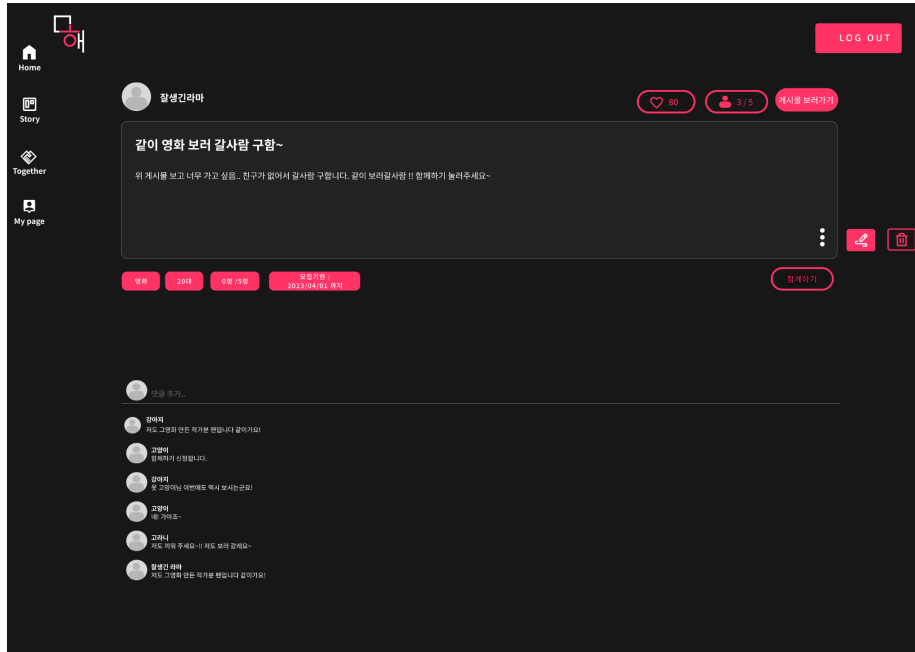 다해
LOG OUT
Home
Story
Together
My page
잘생긴라마
80
3 / 5
게시물 보러가기
같이 영화 보러 갈사람 구함~
위 게시물 보고 너무 가고 싶음.. 친구가 없어서 갈사람 구합니다. 같이 보러갈사람 !! 함께하기 눌러주세요~
영화
20대
0명 /5명
모집기한 :
2023/04/01 까지
함께하기
댓글 추가..
강아지
저도 그영화 만든 작가분 팬입니다 같이가요!
고양이
함께하기 신청합니다.
강아지
옷 고양이님 이번에도 역시 보시는군요!
고양이
네! 가야죠~
고라니
저도 끼워 주세요~!! 저도 보러 갈레요~
잘생긴 라마
저도 그영화 만든 작가분 팬입니다 같이가요!